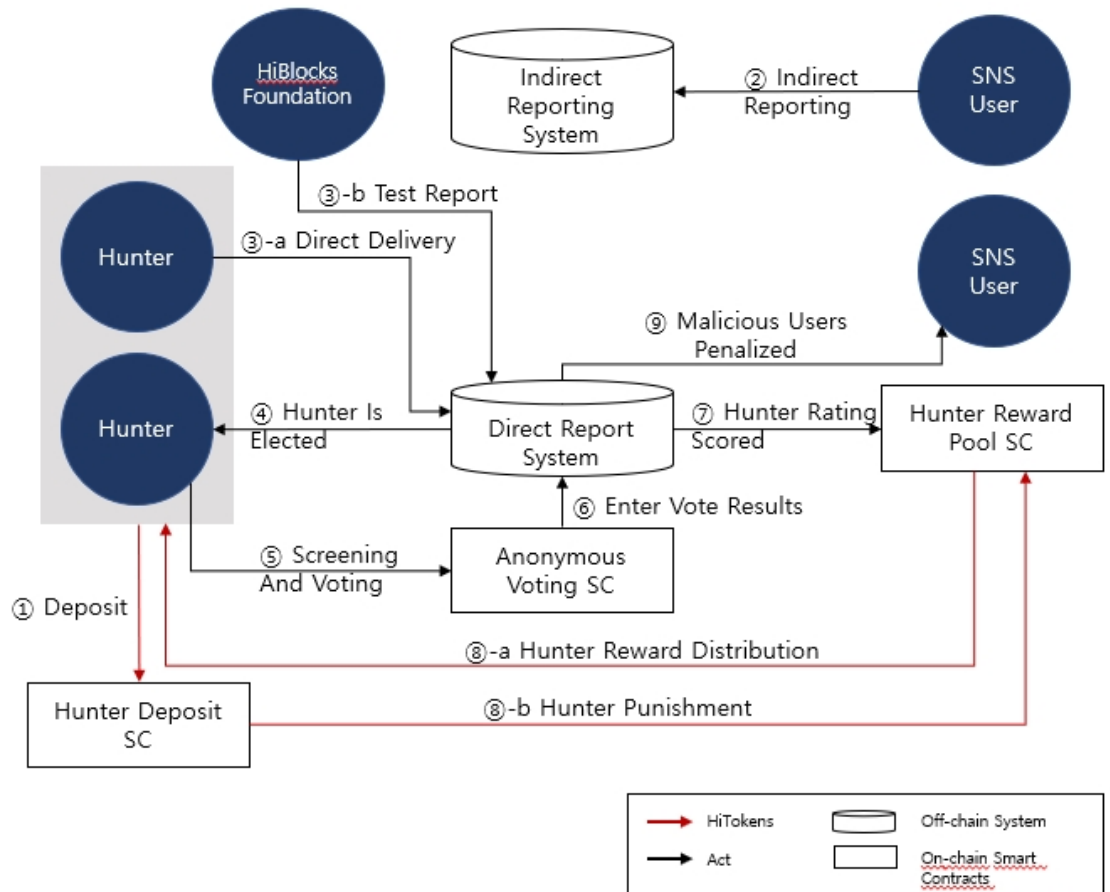 HiBlocks
Foundation
Indirect
Reporting
System
② Indirect
Reporting
SNS
User
③-b Test Report
Hunter
③-a Direct Delivery
SNS
User
⑨ Malicious Users
Penalized
Hunter
④ Hunter Is
Elected
Direct Report
System
⑦ Hunter Rating
Scored
Hunter Reward
Pool SC
⑥ Enter Vote Results
⑤ Screening
And Voting
Anonymous
Voting SC
① Deposit
⑧-a Hunter Reward Distribution
Hunter Deposit
SC
⑧-b Hunter Punishment
HiTokens
Off-chain System
Act
On-chain Smart
Contracts